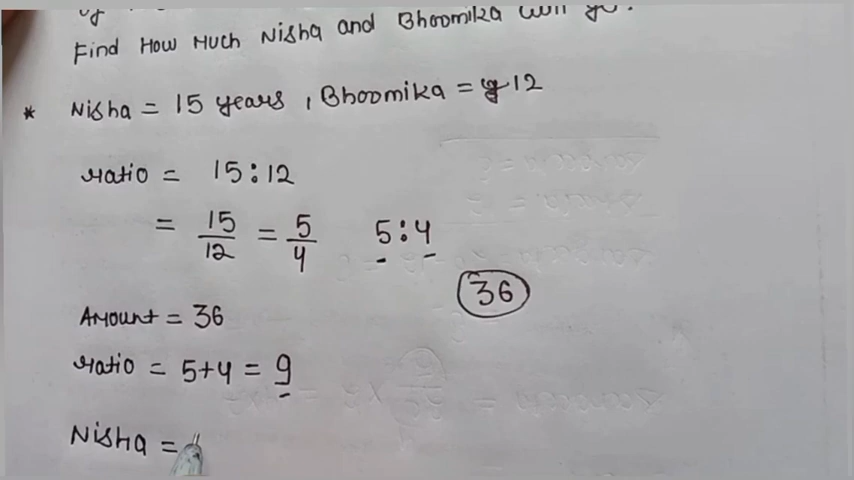 of
Find How Much Nisha and Bhoomika will
* Nisha = 15 years, Bhoomika = 12
ratio = 15:12
= 15/12 = 5/4 5:4
36
Amount = 36
ratio = 5+4 = 9
Nisha =